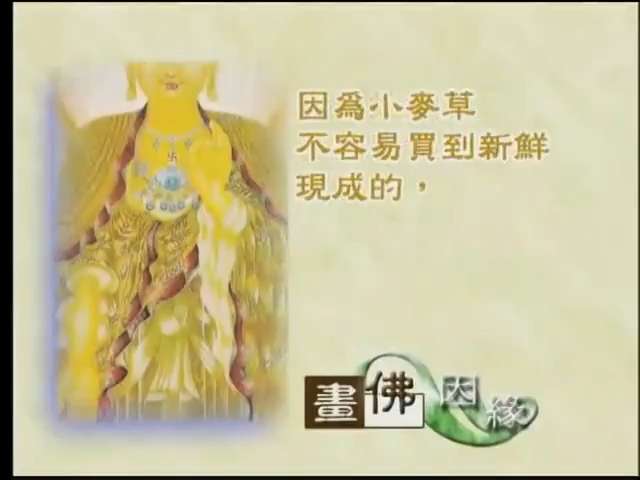 因為小麥草
不容易買到新鮮
現成的，
畫佛因緣